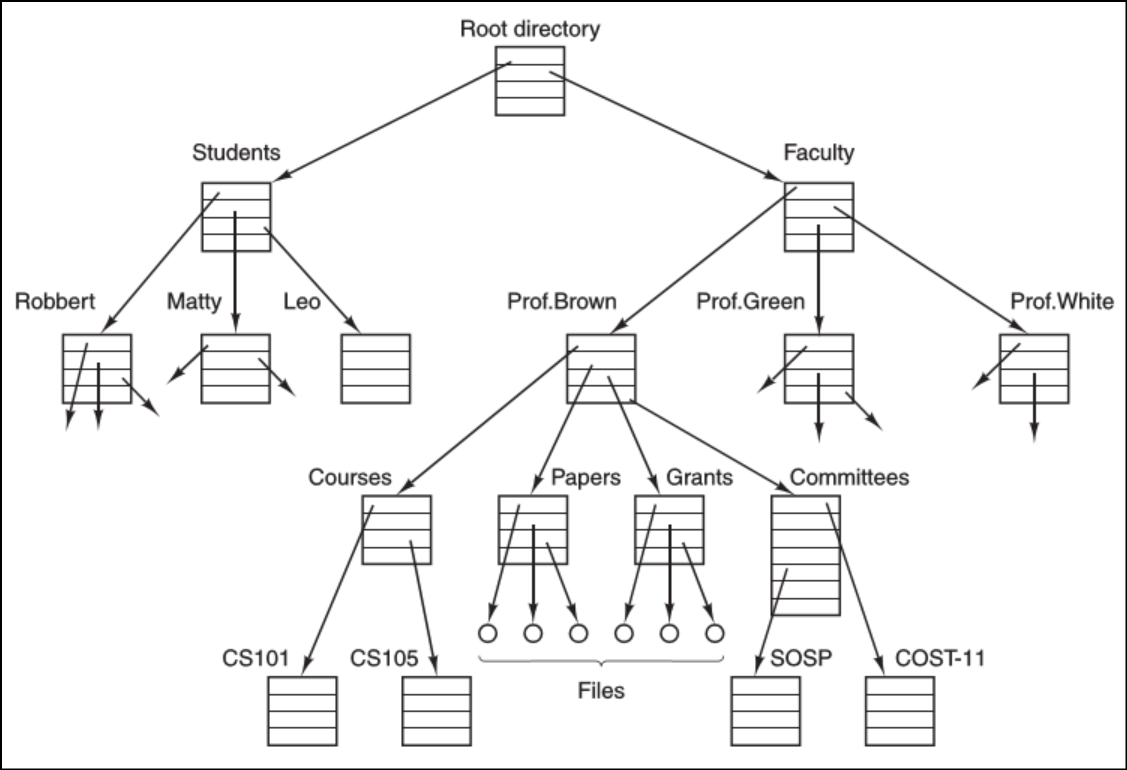 Root directory
Students
Faculty
Robbert
Matty
Leo
Prof.Brown
Prof.Green
Prof.White
Courses
Papers
Grants
Committees
CS101
CS105
SOSP
COST-11
Files